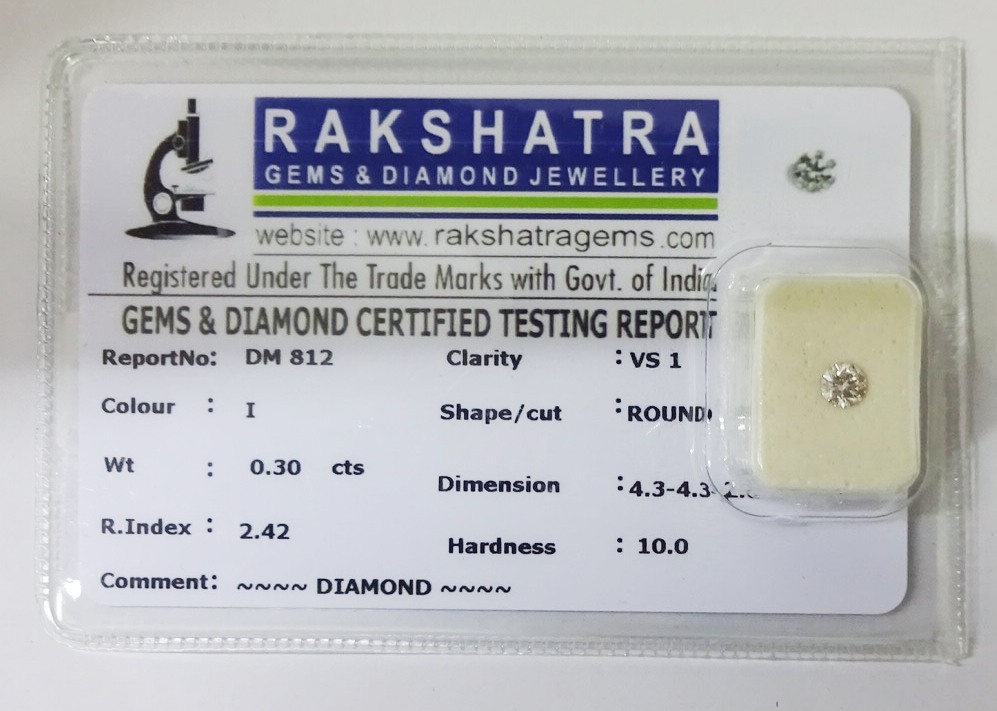 RAKSHATRA
GEMS & DIAMOND JEWELLERY
website : www. rakshatragems .com
Registered Under The Trade Marks with Govt. of India
GEMS & DIAMOND CERTIFIED TESTING REPORT
ReportNo: DM 812 Clarity : VS 1
Colour : I Shape/cut : ROUND
Wt : 0.30 cts Dimension : 4.3-4.3-
R.Index : 2.42 Hardness : 10.0
Comment: ~~~~ DIAMOND ~~~~